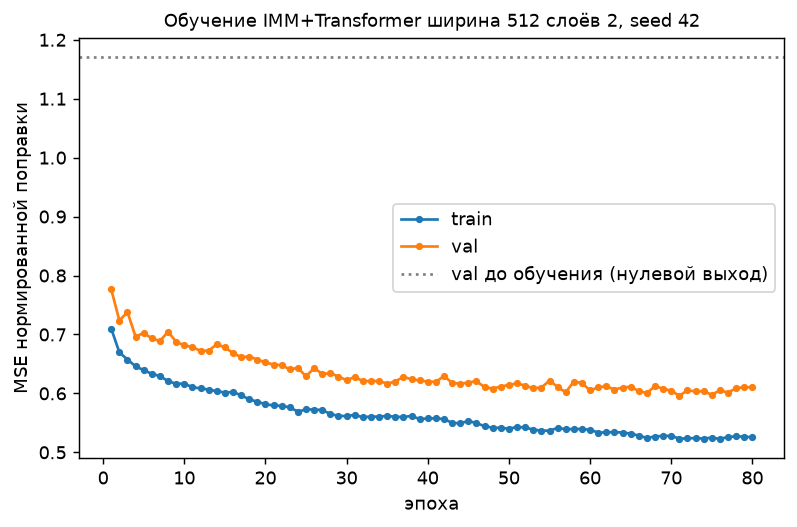 Обучение IMM+Transformer ширина 512 слоёв 2, seed 42
MSE нормированной поправки
1.2
1.1
1.0
0.9
0.8
0.7
0.6
0.5
train
val
val до обучения (нулевой выход)
0 10 20 30 40 50 60 70 80
эпоха